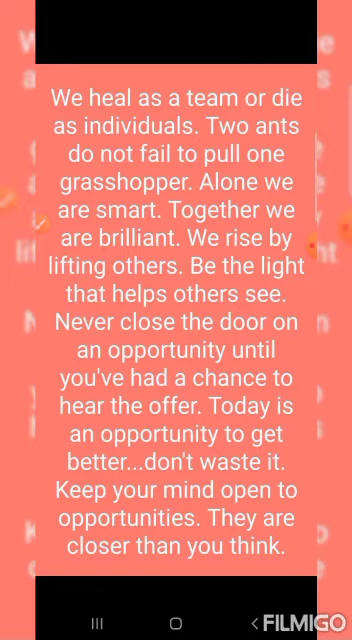 We heal as a team or die
as individuals. Two ants
do not fail to pull one
grasshopper. Alone we
are smart. Together we
are brilliant. We rise by
lifting others. Be the light
that helps others see.
Never close the door on
an opportunity until
you've had a chance to
hear the offer. Today is
an opportunity to get
better...don't waste it.
Keep your mind open to
opportunities. They are
closer than you think.
FILMIGO